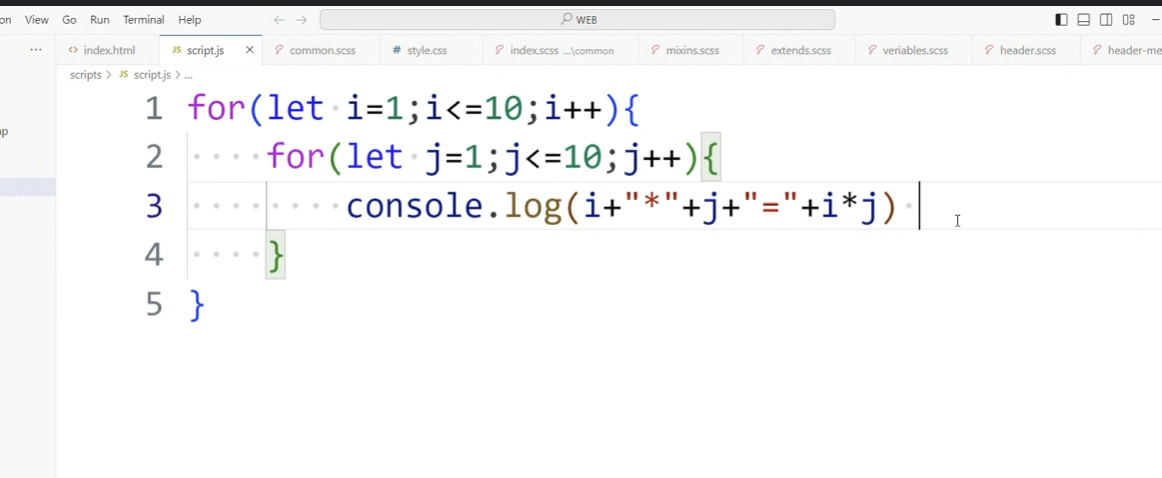 on View Go Run Terminal Help WEB
index.html JS script.js common.scss # style.css index.scss ...\common mixins.scss extends.scss veriables.scss header.scss header-me
scripts > JS script.js > ...
1 for(let i=1;i<=10;i++){
2 for(let j=1;j<=10;j++){
3 console.log(i+"*"+j+"="+i*j)
4 }
5 }